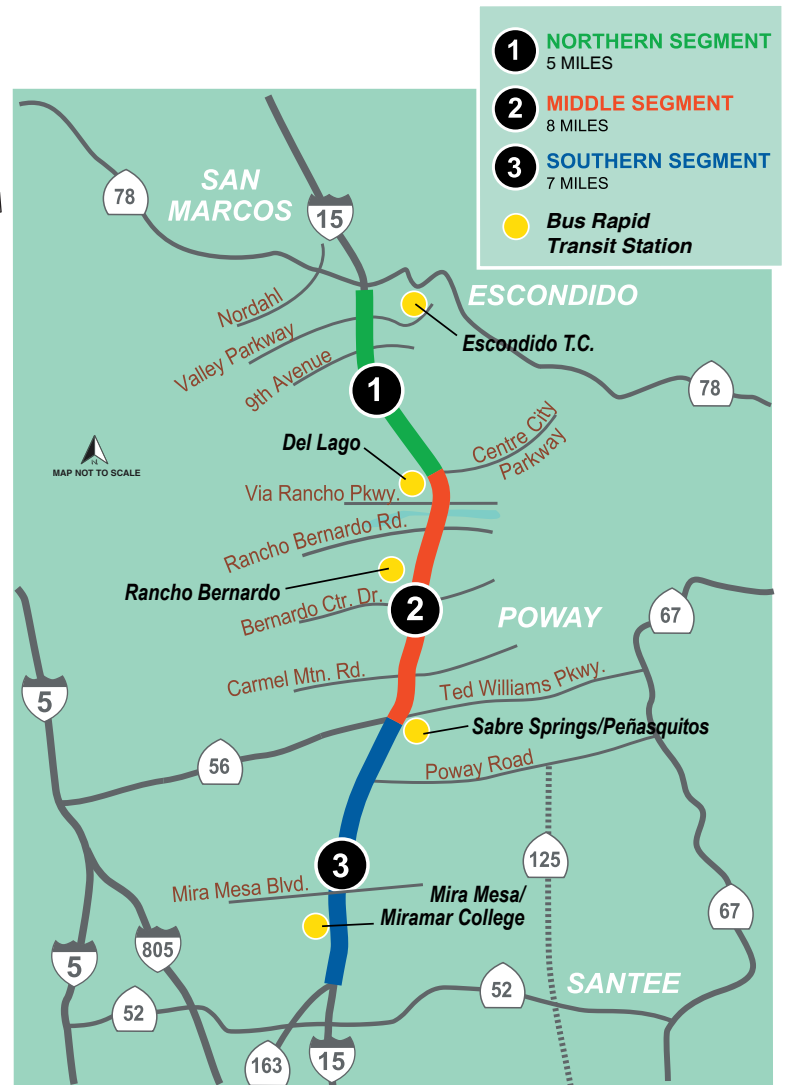 1 NORTHERN SEGMENT
5 MILES
2 MIDDLE SEGMENT
8 MILES
3 SOUTHERN SEGMENT
7 MILES
Bus Rapid
Transit Station
78
SAN
MARCOS
15
ESCONDIDO
Nordahl
Valley Parkway
Escondido T.C.
9th Avenue
78
1
Centre City
Parkway
Del Lago
N
MAP NOT TO SCALE
Via Rancho Pkwy.
Rancho Bernardo Rd.
Rancho Bernardo
Bernardo Ctr. Dr.
2
POWAY
67
Carmel Mtn. Rd.
Ted Williams Pkwy.
5
Sabre Springs/Peñasquitos
56
Poway Road
3
125
Mira Mesa Blvd.
Mira Mesa/
Miramar College
67
805
5
SANTEE
52
52
163
15